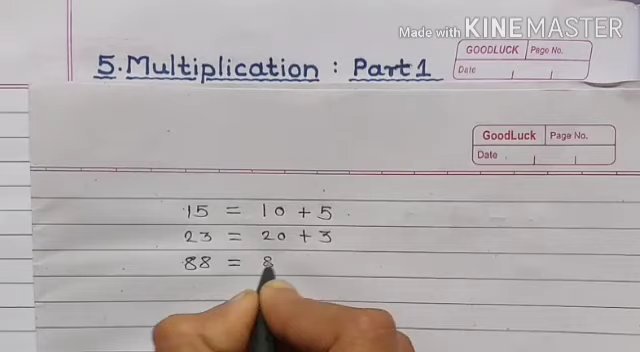 Made with KINEMASTER
GOODLUCK Page No.
Date
5. Multiplication : Part 1
GoodLuck Page No.
Date
15 = 10 + 5
23 = 20 + 3
88 = 8